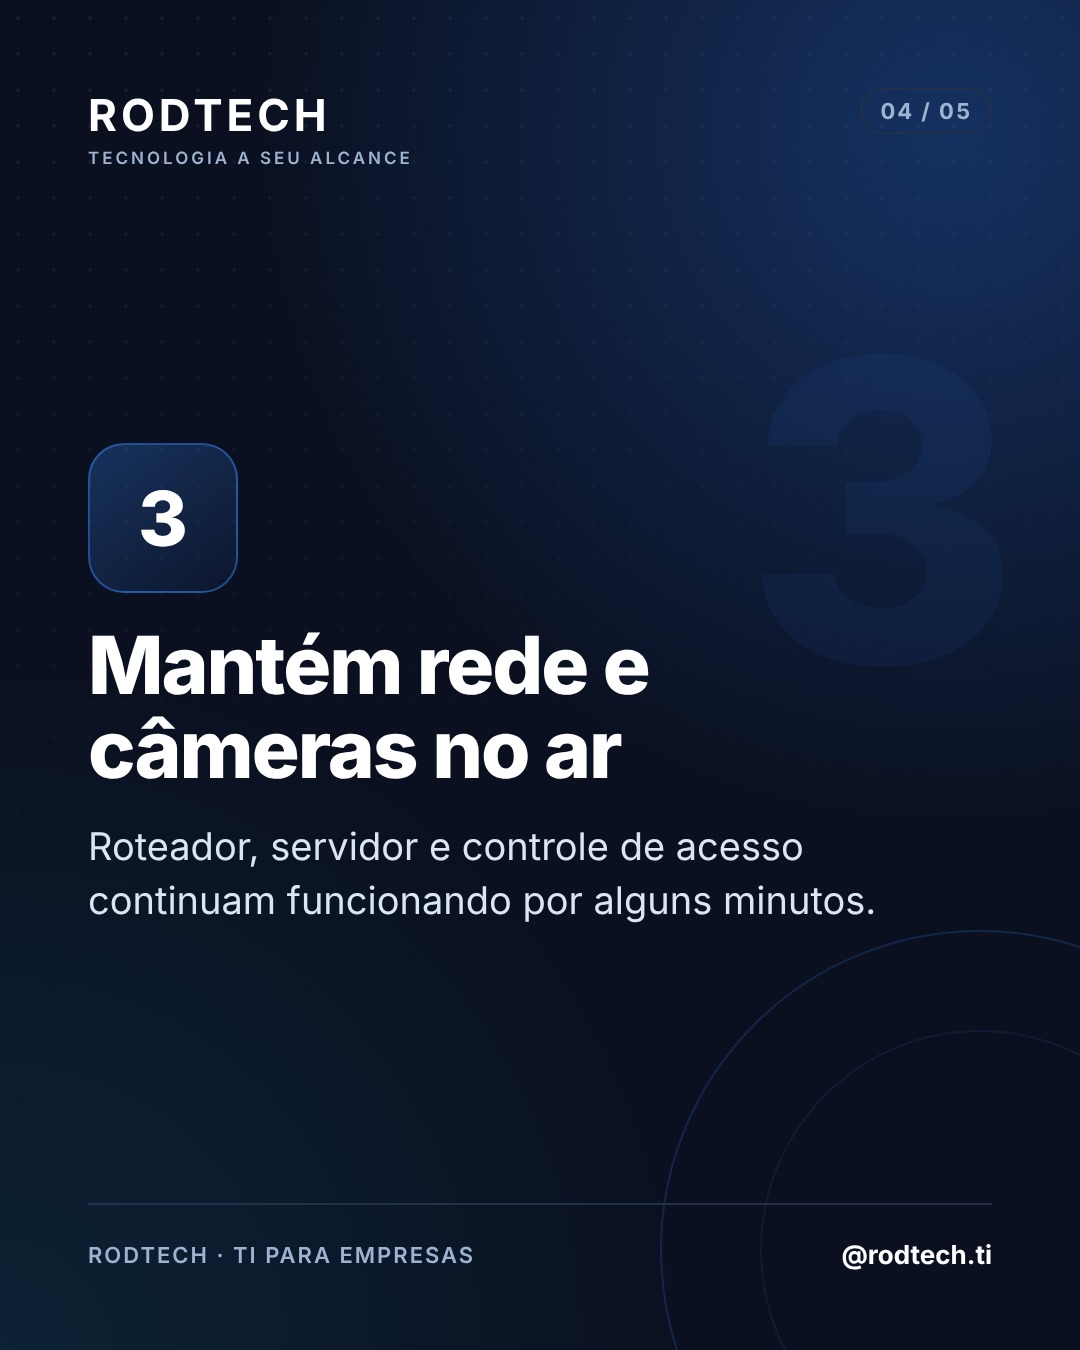 RODTECH
TECNOLOGIA A SEU ALCANCE
04 / 05
3
3
Mantém rede e
câmeras no ar
Roteador, servidor e controle de acesso
continuam funcionando por alguns minutos.
RODTECH · TI PARA EMPRESAS
@rodtech.ti